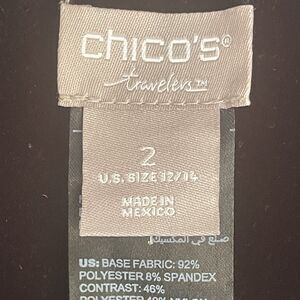 chico's®
travelers™
2
U.S. SIZE 12/14
MADE IN
MEXICO
صنع في المكسيك
US: BASE FABRIC: 92%
POLYESTER 8% SPANDEX
CONTRAST: 46%